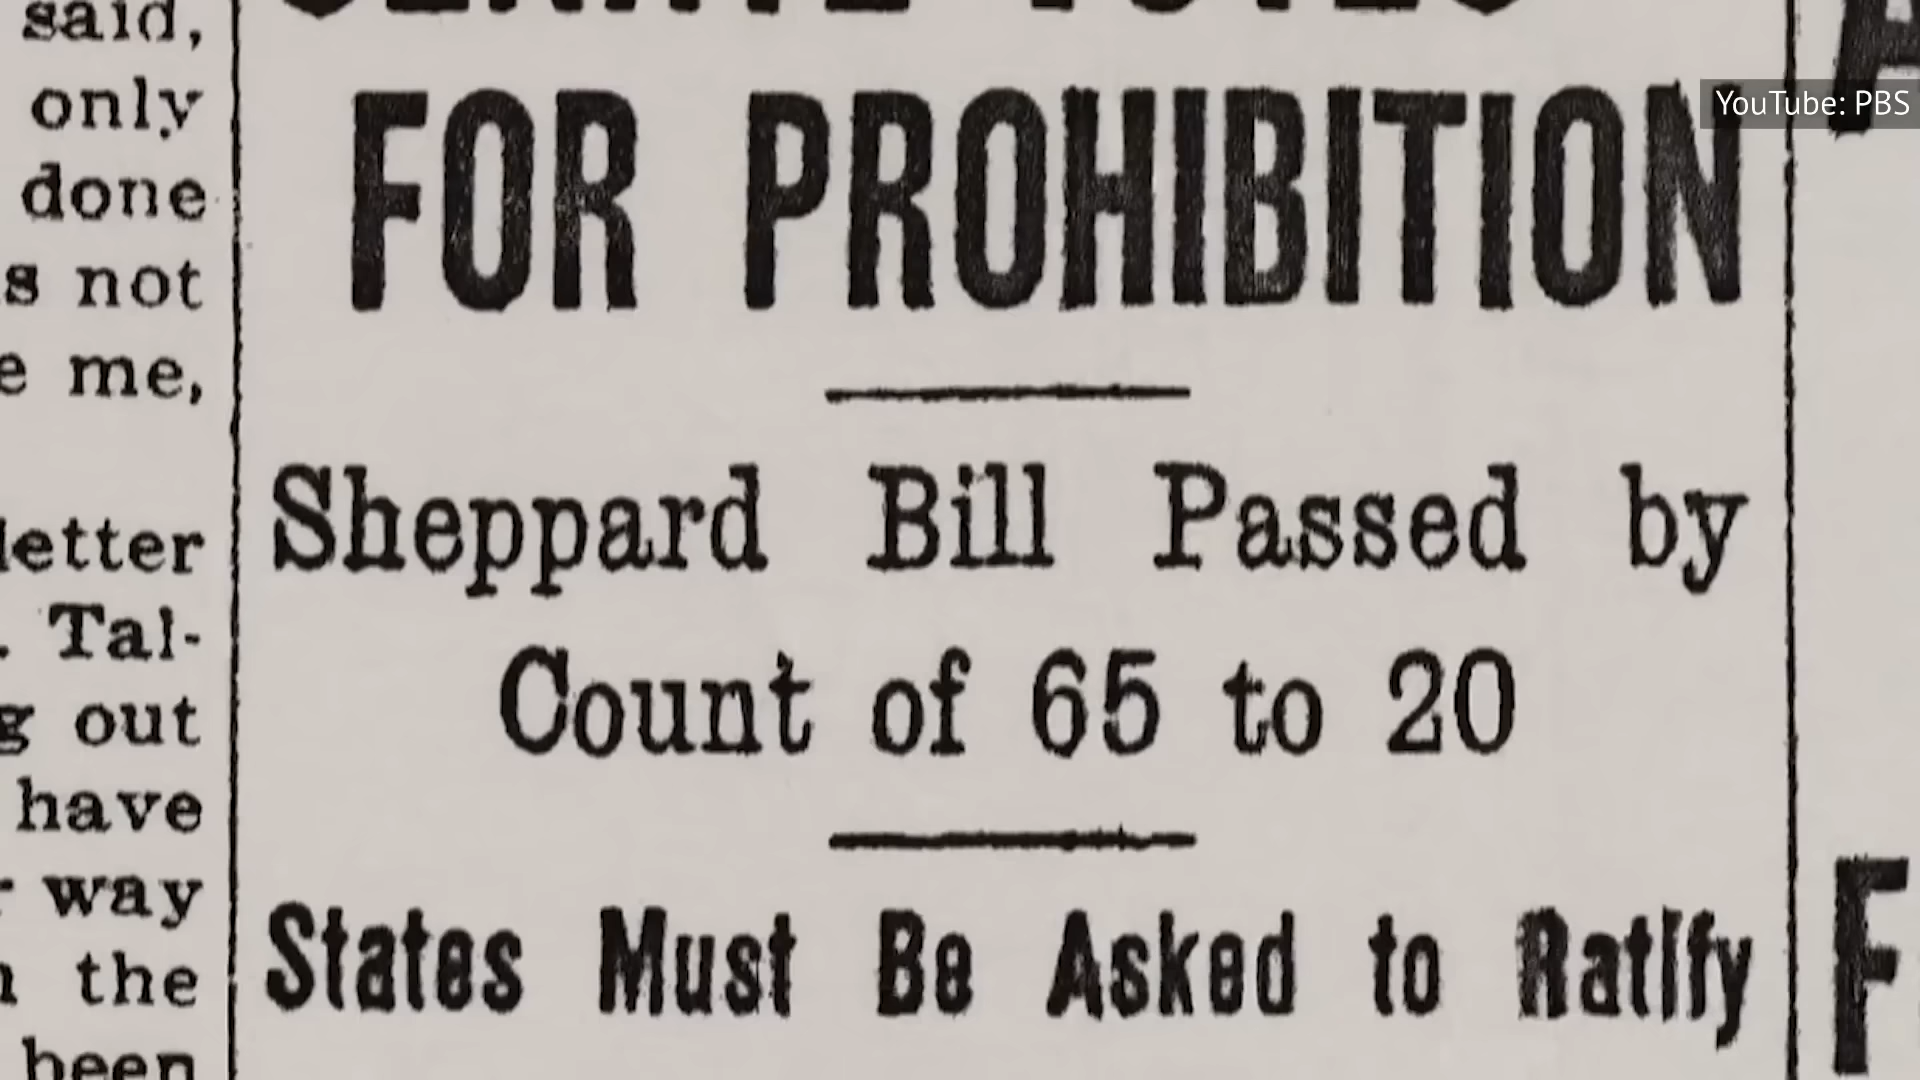 said,
only
done
s not
e me,
letter
. Tal-
g out
have
way
the
been
FOR PROHIBITION
Sheppard Bill Passed by
Count of 65 to 20
States Must Be Asked to Ratify
YouTube: PBS
F